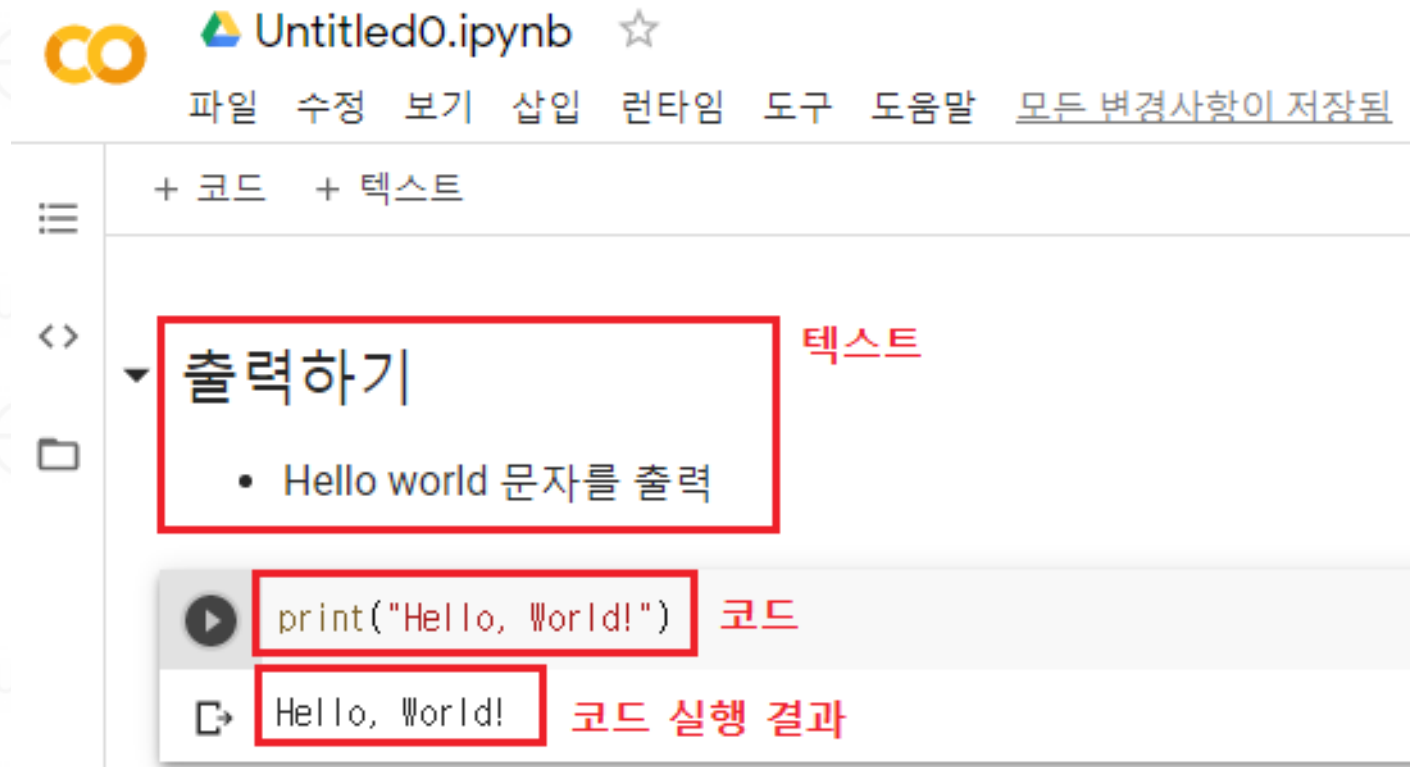 Untitled0.ipynb
파일 수정 보기 삽입 런타임 도구 도움말 모든 변경사항이 저장됨
+ 코드 + 텍스트
텍스트
출력하기
• Hello world 문자를 출력
print("Hello, World!") 코드
Hello, World! 코드 실행 결과